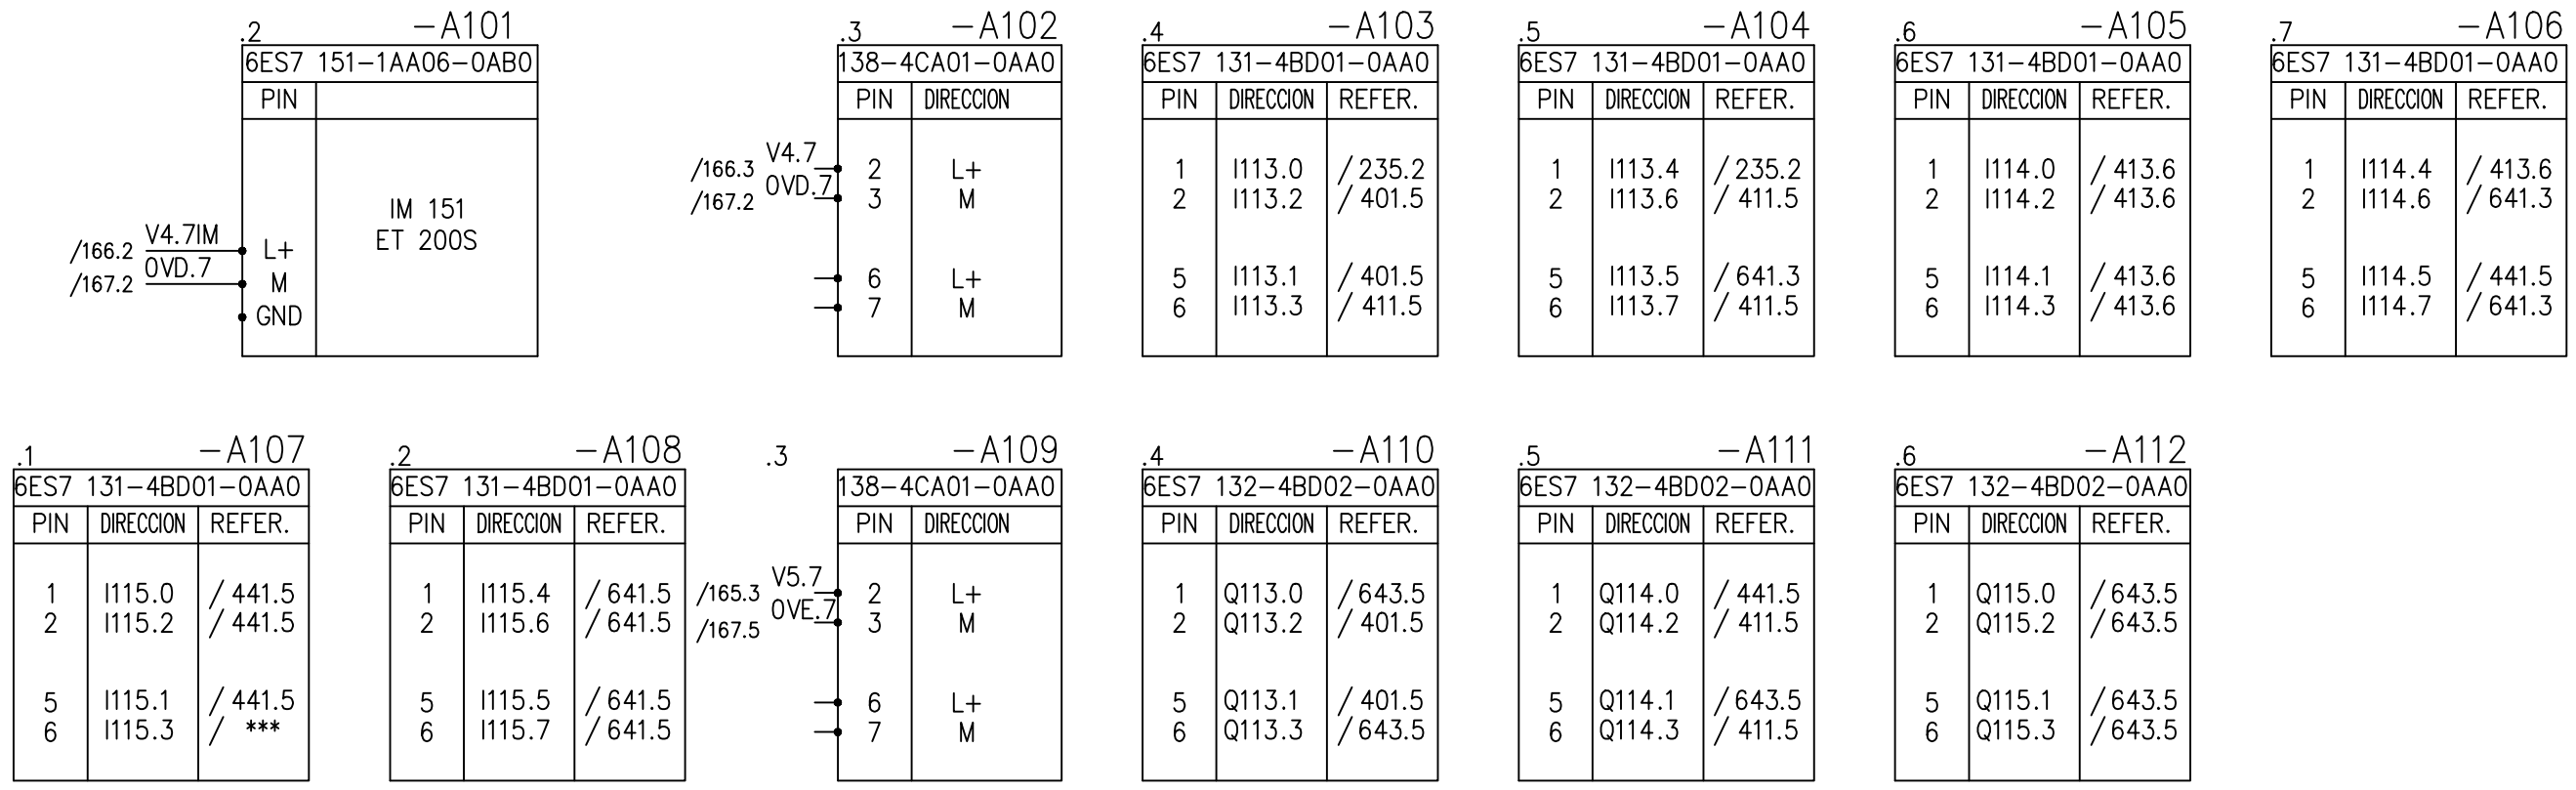 .2 -A101
6ES7 151-1AA06-0AB0
PIN
IM 151
ET 200S
/166.2 V4.7IM L+
/167.2 0VD.7 M
GND
.3 -A102
138-4CA01-0AA0
PIN DIRECCION
/166.3 V4.7 2 L+
/167.2 0VD.7 3 M
6 L+
7 M
.4 -A103
6ES7 131-4BD01-0AA0
PIN DIRECCION REFER.
1 I113.0 / 235.2
2 I113.2 / 401.5
5 I113.1 / 401.5
6 I113.3 / 411.5
.5 -A104
6ES7 131-4BD01-0AA0
PIN DIRECCION REFER.
1 I113.4 / 235.2
2 I113.6 / 411.5
5 I113.5 / 641.3
6 I113.7 / 411.5
.6 -A105
6ES7 131-4BD01-0AA0
PIN DIRECCION REFER.
1 I114.0 / 413.6
2 I114.2 / 413.6
5 I114.1 / 413.6
6 I114.3 / 413.6
.7 -A106
6ES7 131-4BD01-0AA0
PIN DIRECCION REFER.
1 I114.4 / 413.6
2 I114.6 / 641.3
5 I114.5 / 441.5
6 I114.7 / 641.3
.1 -A107
6ES7 131-4BD01-0AA0
PIN DIRECCION REFER.
1 I115.0 / 441.5
2 I115.2 / 441.5
5 I115.1 / 441.5
6 I115.3 / ***
.2 -A108
6ES7 131-4BD01-0AA0
PIN DIRECCION REFER.
1 I115.4 / 641.5
2 I115.6 / 641.5
5 I115.5 / 641.5
6 I115.7 / 641.5
.3 -A109
138-4CA01-0AA0
PIN DIRECCION
/165.3 V5.7 2 L+
/167.5 0VE.7 3 M
6 L+
7 M
.4 -A110
6ES7 132-4BD02-0AA0
PIN DIRECCION REFER.
1 Q113.0 / 643.5
2 Q113.2 / 401.5
5 Q113.1 / 401.5
6 Q113.3 / 643.5
.5 -A111
6ES7 132-4BD02-0AA0
PIN DIRECCION REFER.
1 Q114.0 / 441.5
2 Q114.2 / 411.5
5 Q114.1 / 643.5
6 Q114.3 / 411.5
.6 -A112
6ES7 132-4BD02-0AA0
PIN DIRECCION REFER.
1 Q115.0 / 643.5
2 Q115.2 / 643.5
5 Q115.1 / 643.5
6 Q115.3 / 643.5